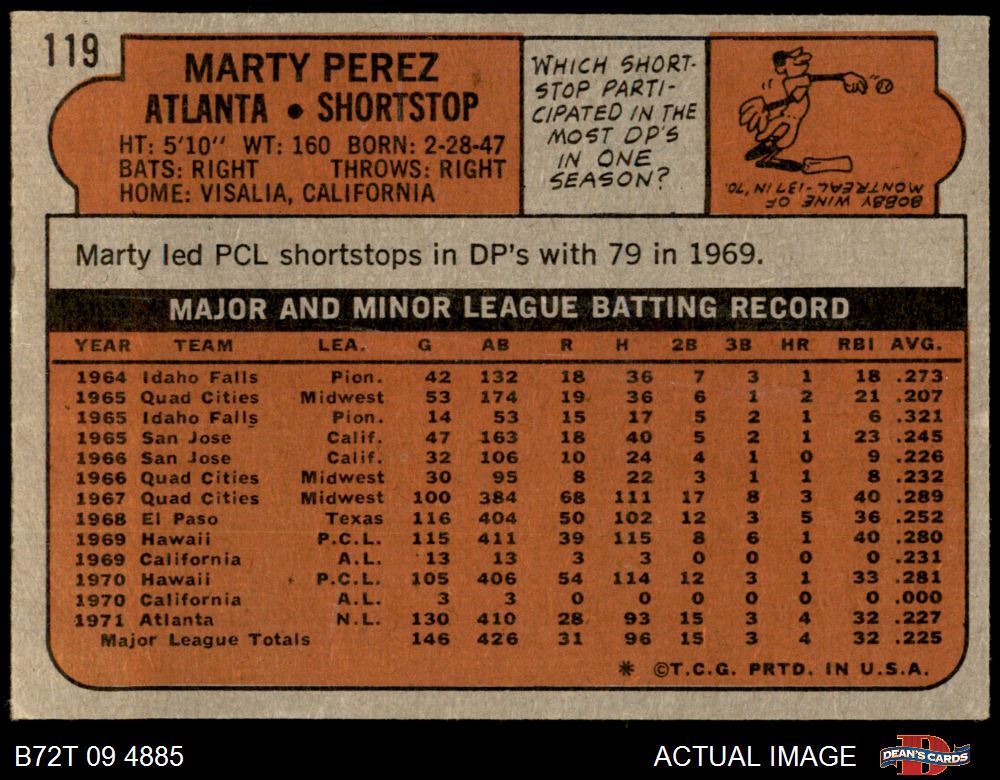 119
MARTY PEREZ
ATLANTA • SHORTSTOP
HT: 5'10" WT: 160 BORN: 2-28-47
BATS: RIGHT THROWS: RIGHT
HOME: VISALIA, CALIFORNIA
WHICH SHORT-
STOP PARTI-
CIPATED IN THE
MOST DP'S
IN ONE
SEASON?
BOBBY WINE OF
MONTREAL-137 IN '70.
Marty led PCL shortstops in DP's with 79 in 1969.
MAJOR AND MINOR LEAGUE BATTING RECORD
YEAR TEAM LEA. G AB R H 2B 3B HR RBI AVG.
1964 Idaho Falls Pion. 42 132 18 36 7 3 1 18 .273
1965 Quad Cities Midwest 53 174 19 36 6 1 2 21 .207
1965 Idaho Falls Pion. 14 53 15 17 5 2 1 6 .321
1965 San Jose Calif. 47 163 18 40 5 2 1 23 .245
1966 San Jose Calif. 32 106 10 24 4 1 0 9 .226
1966 Quad Cities Midwest 30 95 8 22 3 1 1 8 .232
1967 Quad Cities Midwest 100 384 68 111 17 8 3 40 .289
1968 El Paso Texas 116 404 50 102 12 3 5 36 .252
1969 Hawaii P.C.L. 115 411 39 115 8 6 1 40 .280
1969 California A.L. 13 13 3 3 0 0 0 0 .231
1970 Hawaii P.C.L. 105 406 54 114 12 3 1 33 .281
1970 California A.L. 3 3 0 0 0 0 0 0 .000
1971 Atlanta N.L. 130 410 28 93 15 3 4 32 .227
Major League Totals 146 426 31 96 15 3 4 32 .225
* ©T.C.G. PRTD. IN U.S.A.
B72T 09 4885 ACTUAL IMAGE DEAN'S CARDS